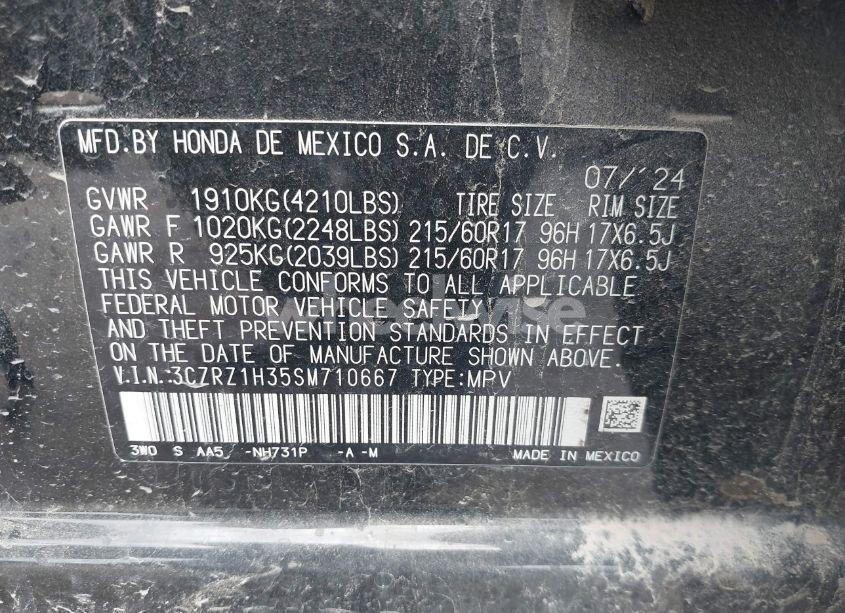 MFD.BY HONDA DE MEXICO S.A. DE C.V.
07/'24
GVWR 1910KG(4210LBS) TIRE SIZE RIM SIZE
GAWR F 1020KG(2248LBS) 215/60R17 96H 17X6.5J
GAWR R 925KG(2039LBS) 215/60R17 96H 17X6.5J
THIS VEHICLE CONFORMS TO ALL APPLICABLE
FEDERAL MOTOR VEHICLE SAFETY
AND THEFT PREVENTION STANDARDS IN EFFECT
ON THE DATE OF MANUFACTURE SHOWN ABOVE.
V.I.N.:3CZRZ1H35SM710667 TYPE:MPV
3W0 S AA5 -NH731P -A -M MADE IN MEXICO